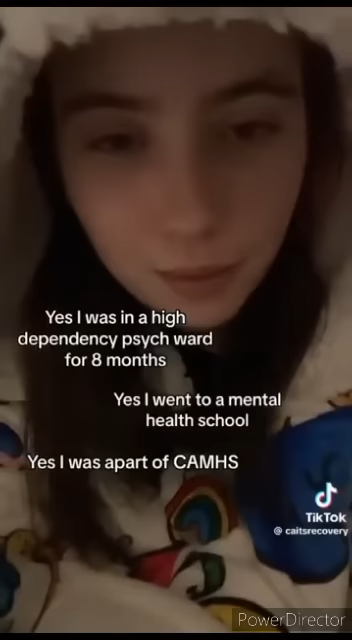 Yes I was in a high
dependency psych ward
for 8 months
Yes I went to a mental
health school
Yes I was apart of CAMHS
TikTok
@ caitsrecovery
PowerDirector